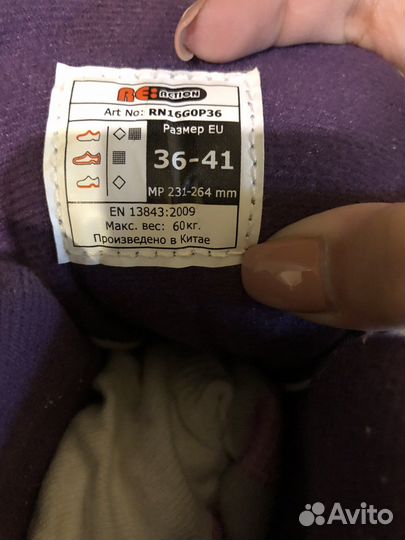 RE:ACTION
Art No: RN16G0P36
Размер EU
36-41
MP 231-264 mm
EN 13843:2009
Макс. вес: 60кг.
Произведено в Китае
Avito